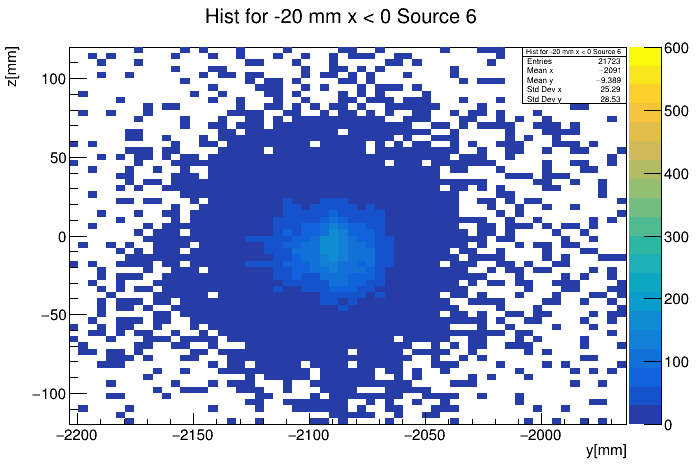 Hist for -20 mm x < 0 Source 6
z[mm]
Hist for -20 mm x < 0 Source 6
Entries 21723
Mean x −2091
Mean y −9.389
Std Dev x 25.29
Std Dev y 28.53
100
50
0
−50
−100
−2200 −2150 −2100 −2050 −2000
y[mm]
600
500
400
300
200
100
0